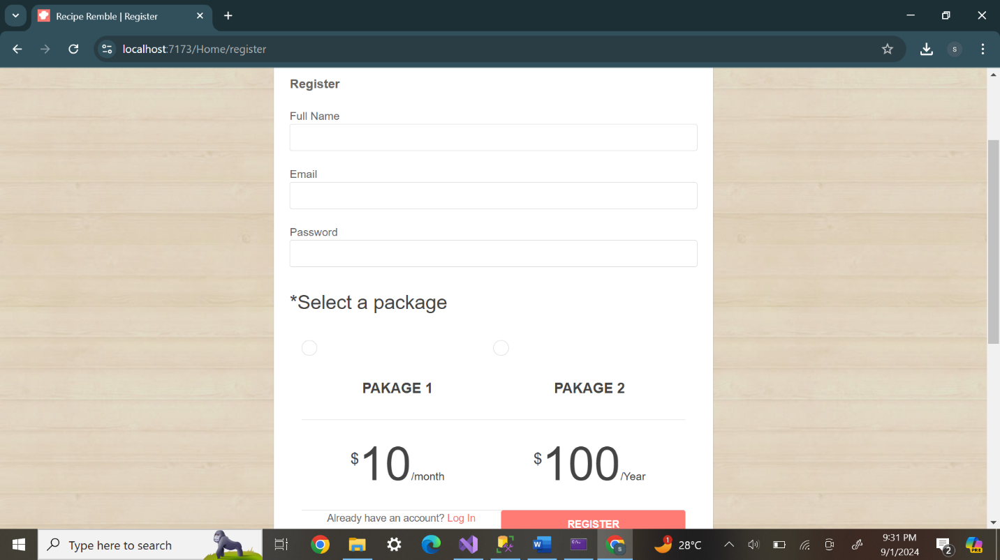 Recipe Remble | Register
localhost:7173/Home/register
s
Register
Full Name
Email
Password
*Select a package
PAKAGE 1
PAKAGE 2
$10/month
$100/Year
Already have an account? Log In
REGISTER
Type here to search
W
C:\.
s
1
28°C
9:31 PM
9/1/2024
2
PRE